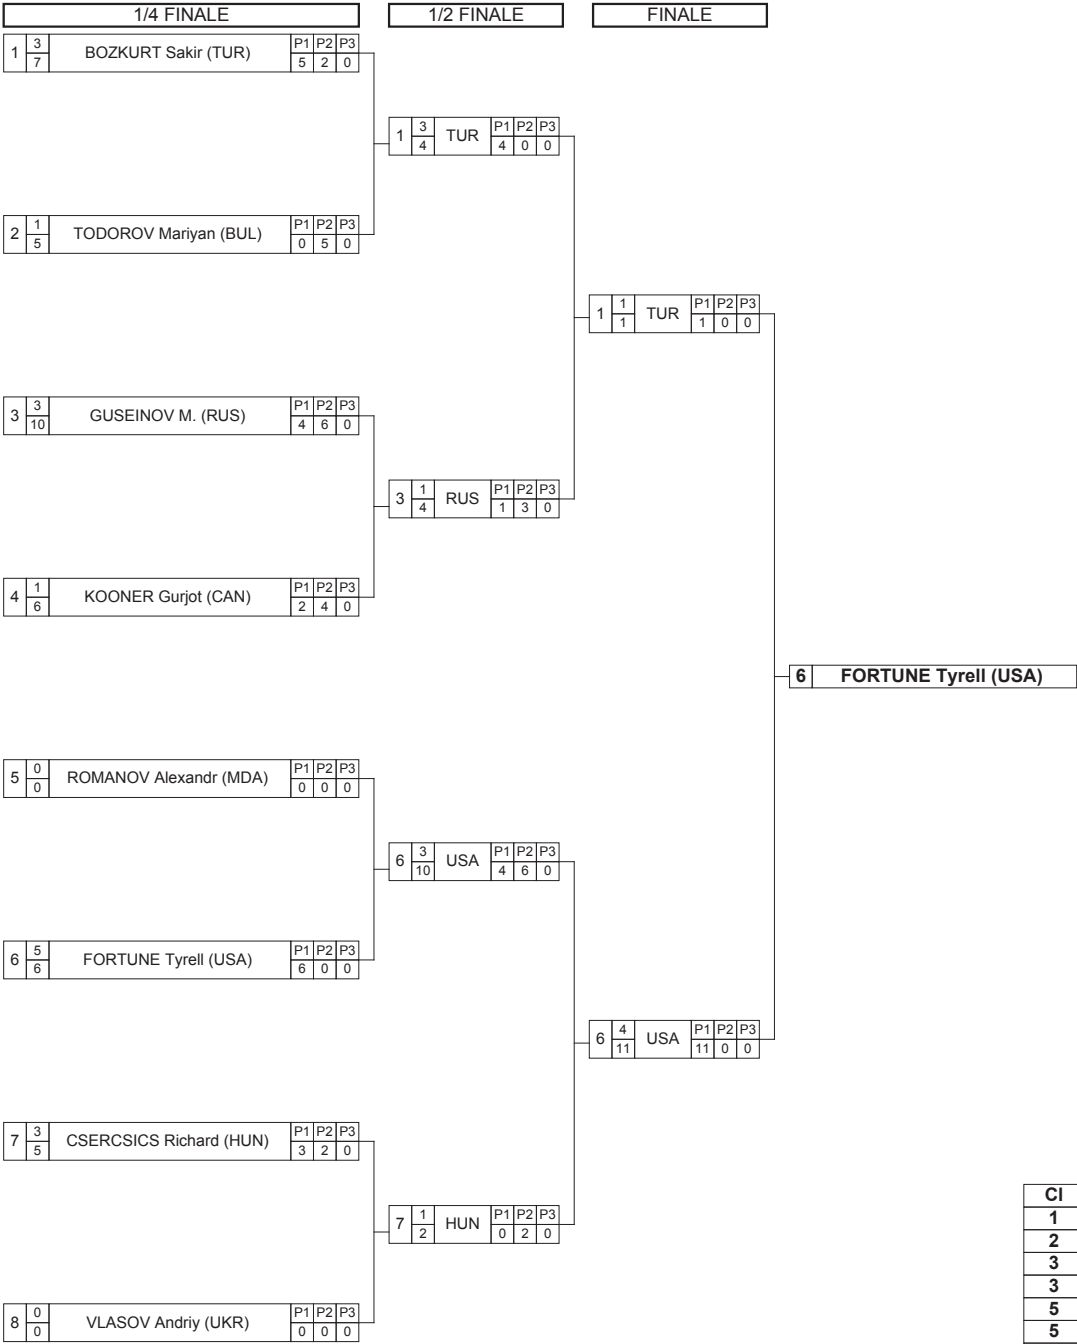 1/4 FINALE 1/2 FINALE FINALE
1 3 7 BOZKURT Sakir (TUR) P1 P2 P3 5 2 0
1 3 4 TUR P1 P2 P3 4 0 0
2 1 5 TODOROV Mariyan (BUL) P1 P2 P3 0 5 0
1 1 1 TUR P1 P2 P3 1 0 0
3 3 10 GUSEINOV M. (RUS) P1 P2 P3 4 6 0
3 1 4 RUS P1 P2 P3 1 3 0
4 1 6 KOONER Gurjot (CAN) P1 P2 P3 2 4 0
6 FORTUNE Tyrell (USA)
5 0 0 ROMANOV Alexandr (MDA) P1 P2 P3 0 0 0
6 3 10 USA P1 P2 P3 4 6 0
6 5 6 FORTUNE Tyrell (USA) P1 P2 P3 6 0 0
6 4 11 USA P1 P2 P3 11 0 0
7 3 5 CSERCSICS Richard (HUN) P1 P2 P3 3 2 0
7 1 2 HUN P1 P2 P3 0 2 0
8 0 0 VLASOV Andriy (UKR) P1 P2 P3 0 0 0
Cl
1
2
3
3
5
5